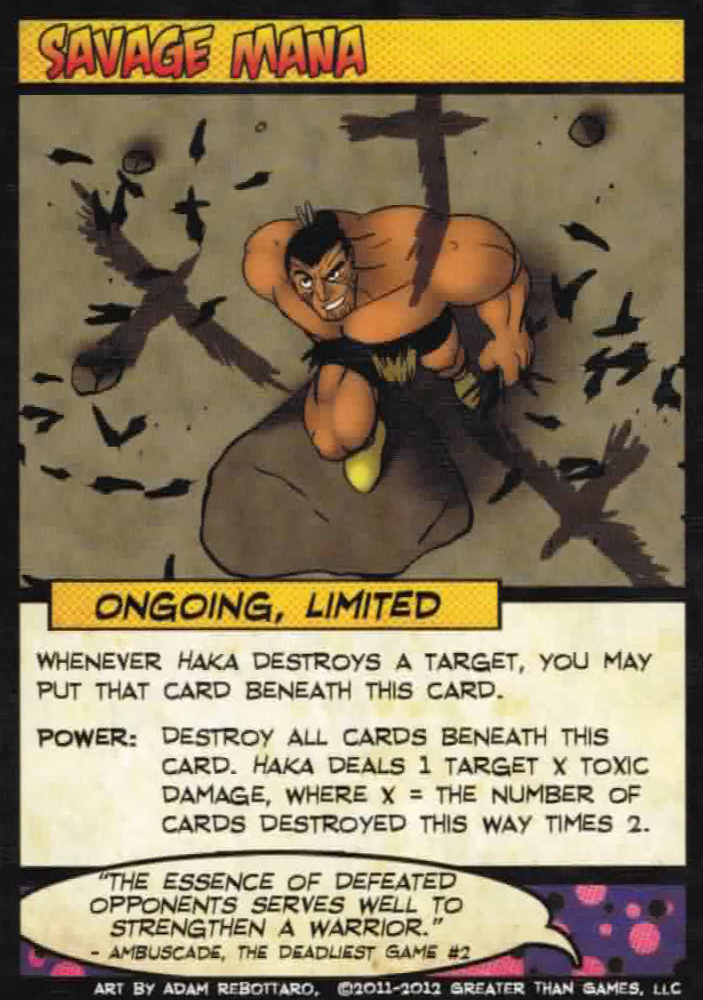 SAVAGE MANA
ONGOING, LIMITED
WHENEVER HAKA DESTROYS A TARGET, YOU MAY
PUT THAT CARD BENEATH THIS CARD.
POWER: DESTROY ALL CARDS BENEATH THIS
CARD. HAKA DEALS 1 TARGET X TOXIC
DAMAGE, WHERE X = THE NUMBER OF
CARDS DESTROYED THIS WAY TIMES 2.
"THE ESSENCE OF DEFEATED
OPPONENTS SERVES WELL TO
STRENGTHEN A WARRIOR."
- AMBUSCADE, THE DEADLIEST GAME #2
ART BY ADAM REBOTTARO. ©2011-2012 GREATER THAN GAMES, LLC